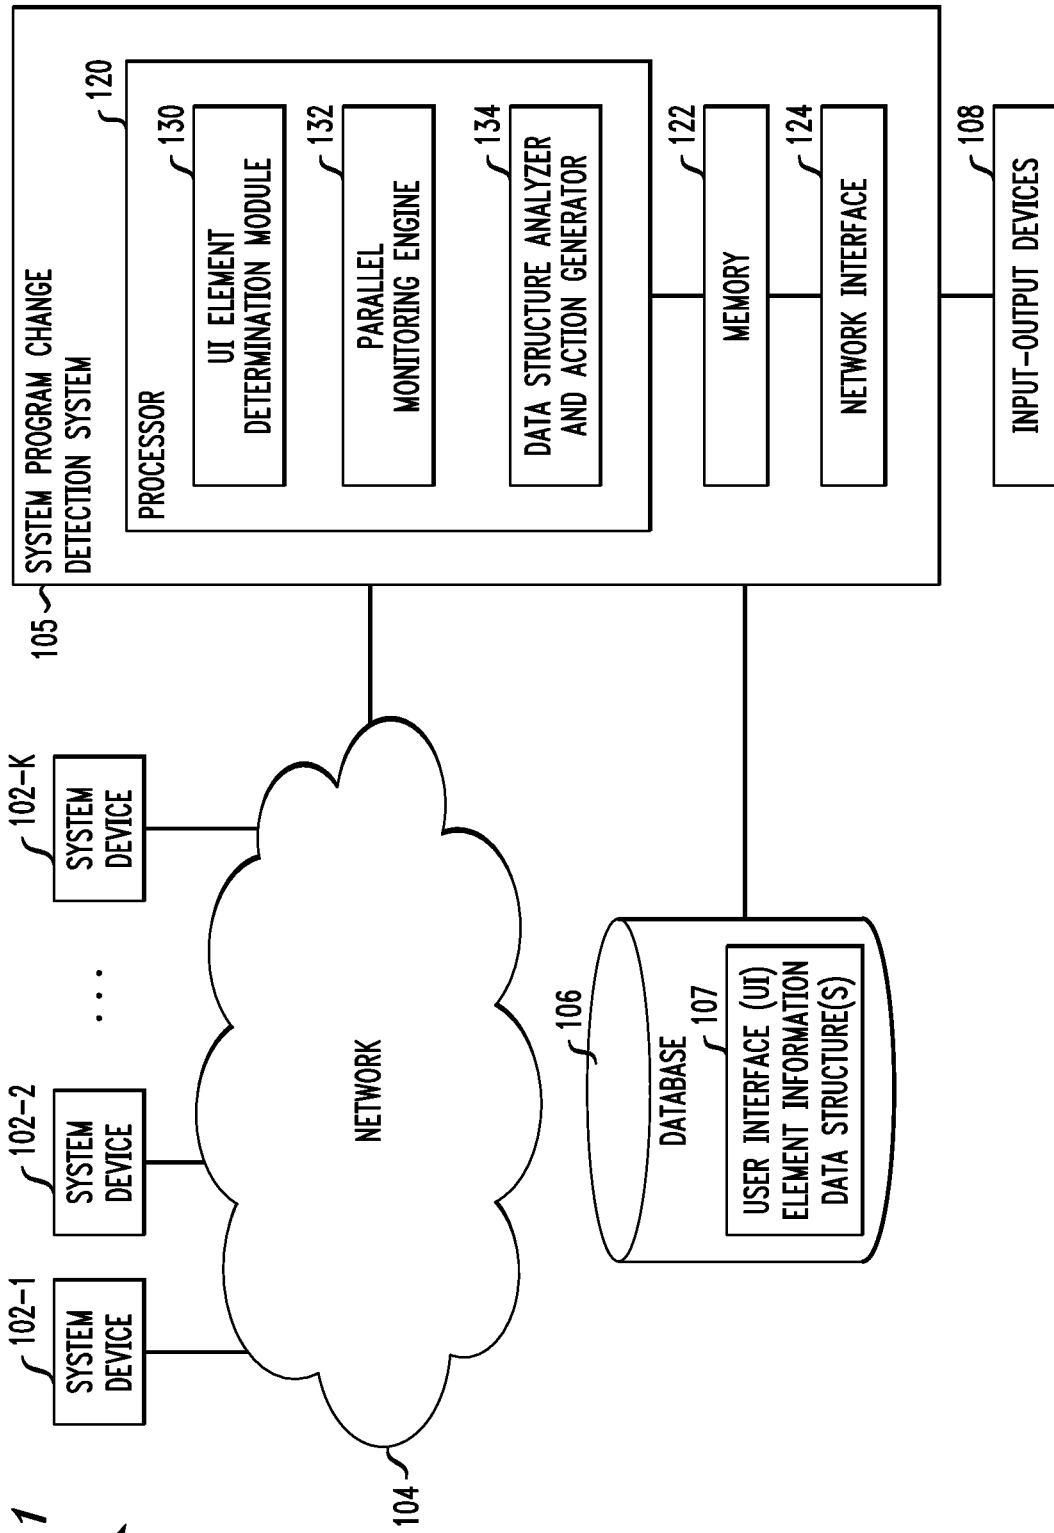 1
102-1
SYSTEM
DEVICE
102-2
SYSTEM
DEVICE
...
102-K
SYSTEM
DEVICE
104
NETWORK
106
DATABASE
107
USER INTERFACE (UI)
ELEMENT INFORMATION
DATA STRUCTURE(S)
105
SYSTEM PROGRAM CHANGE
DETECTION SYSTEM
120
PROCESSOR
130
UI ELEMENT
DETERMINATION MODULE
132
PARALLEL
MONITORING ENGINE
134
DATA STRUCTURE ANALYZER
AND ACTION GENERATOR
122
MEMORY
124
NETWORK INTERFACE
108
INPUT-OUTPUT DEVICES